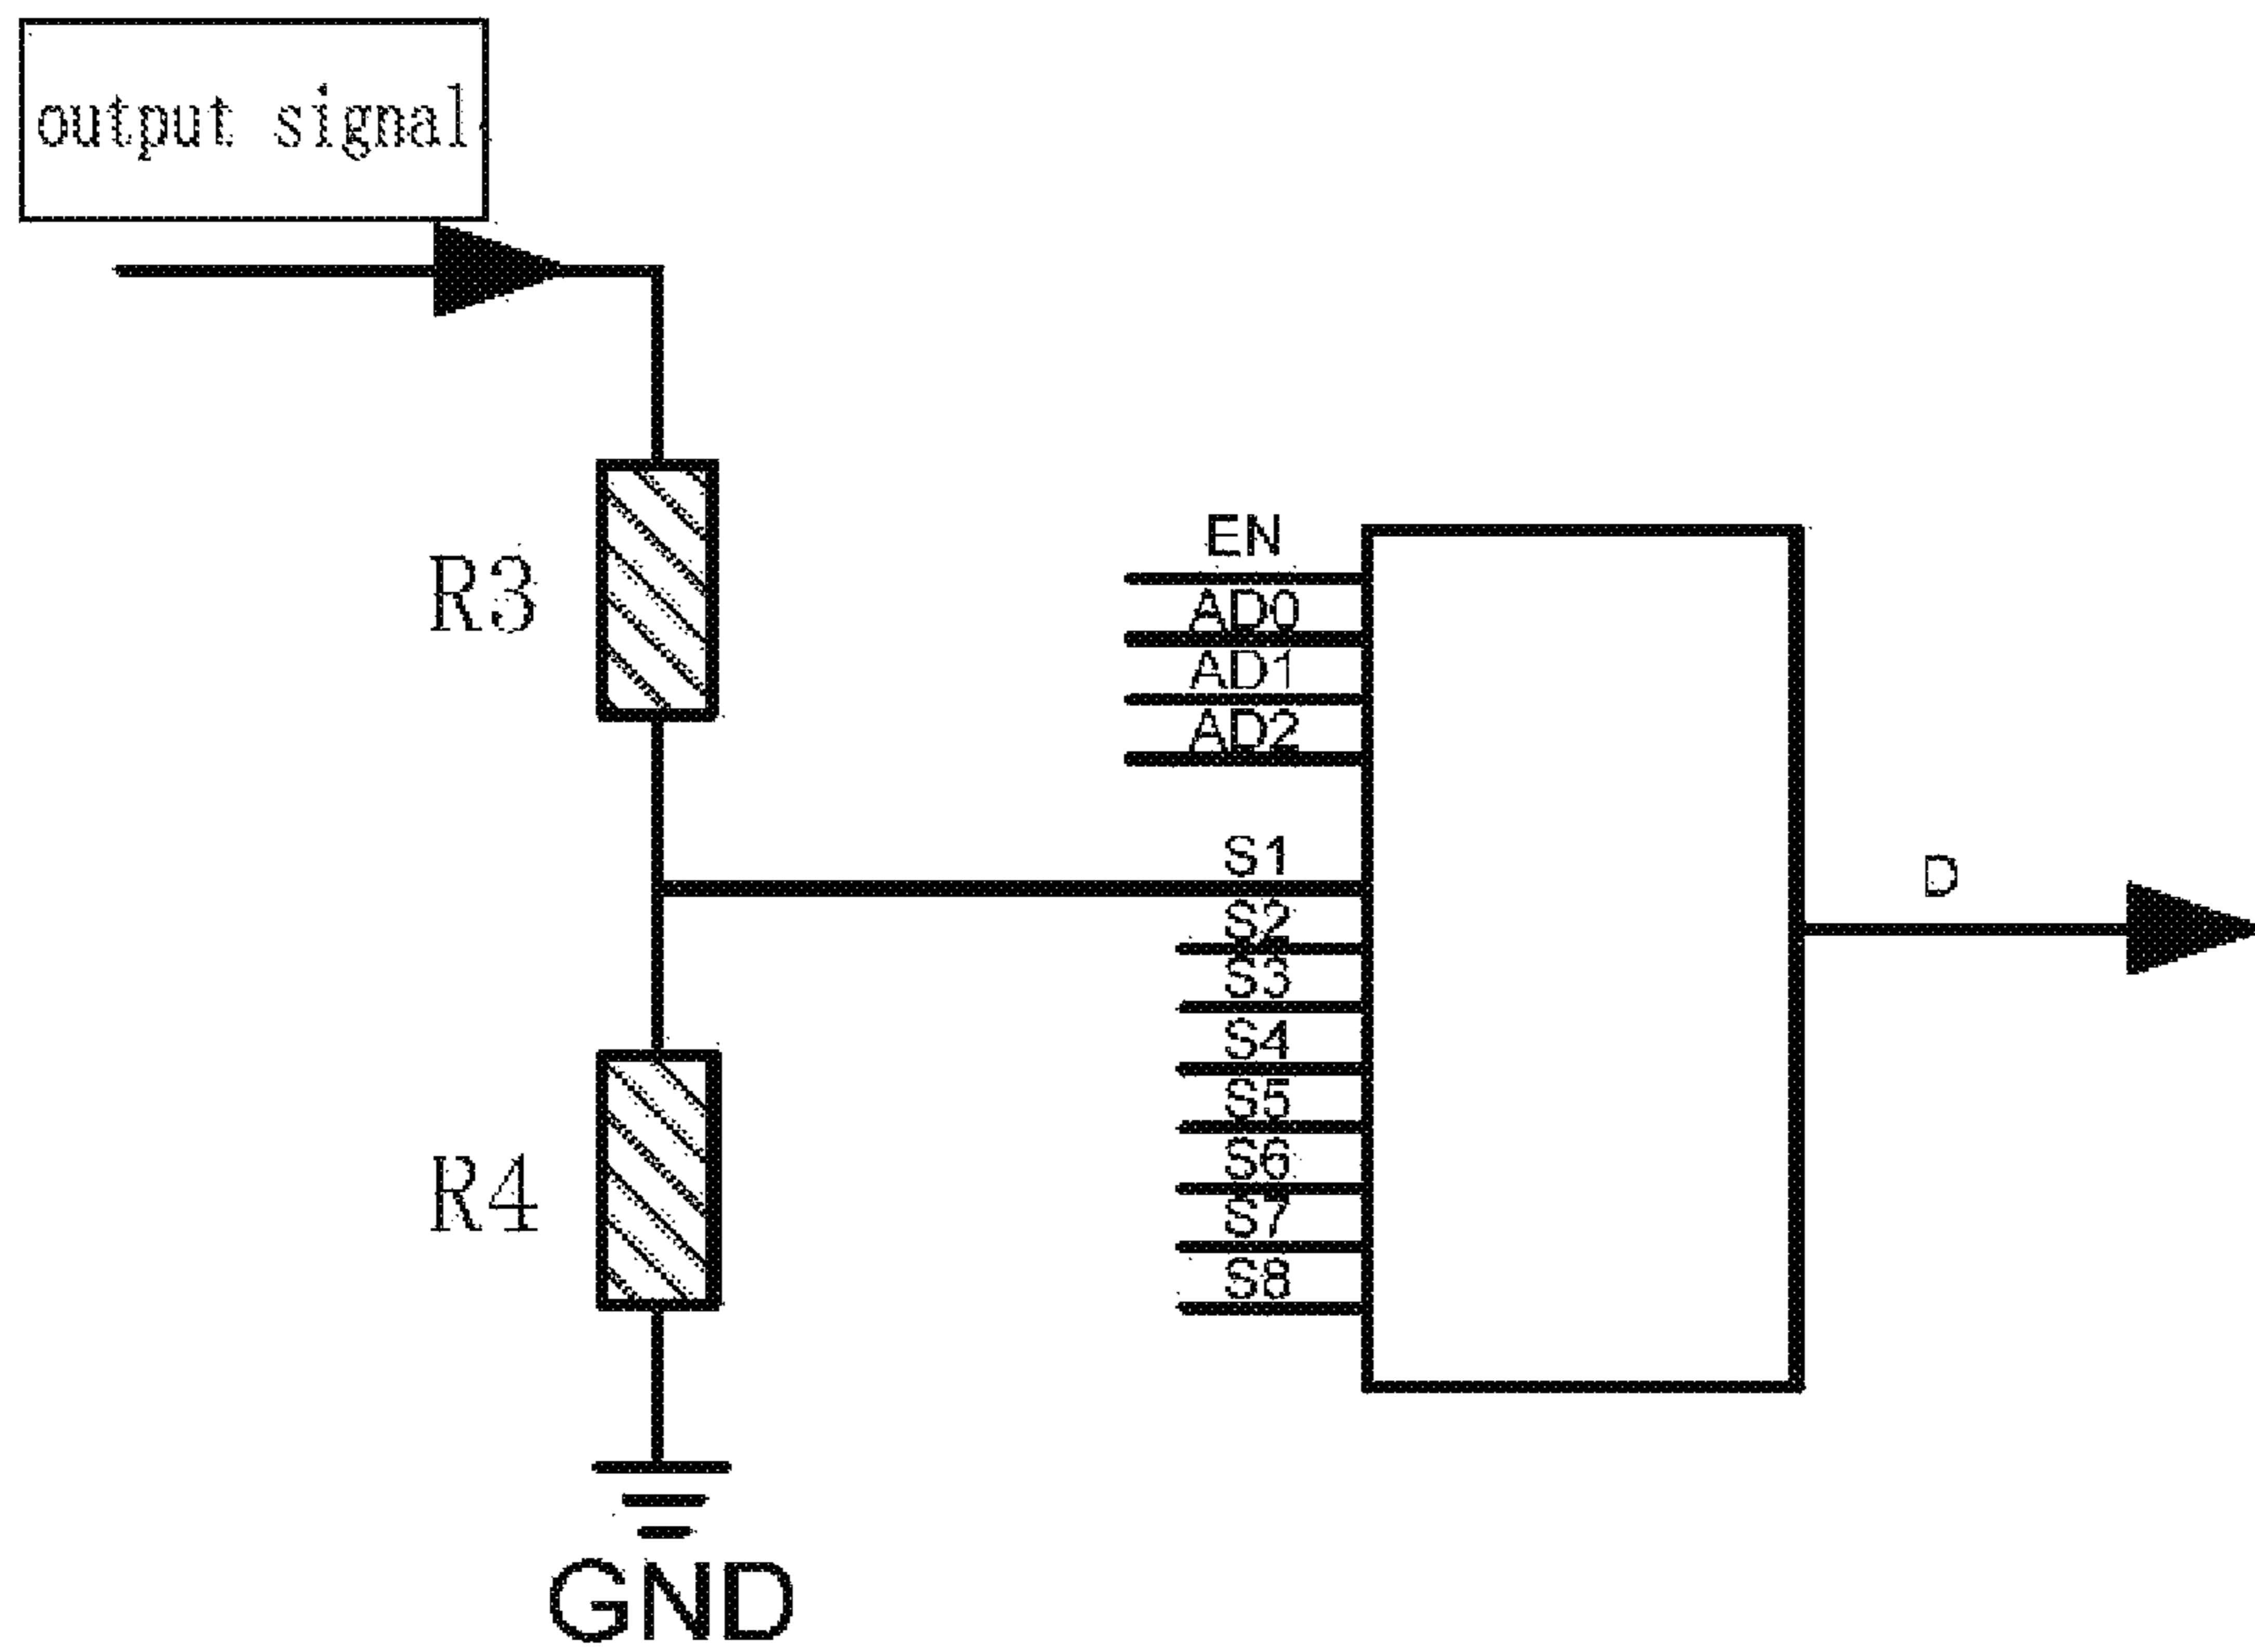 output signal
EN
AD0
R3
AD1
AD2
S1
D
S2
S3
S4
S5
S6
R4
S7
S8
GND